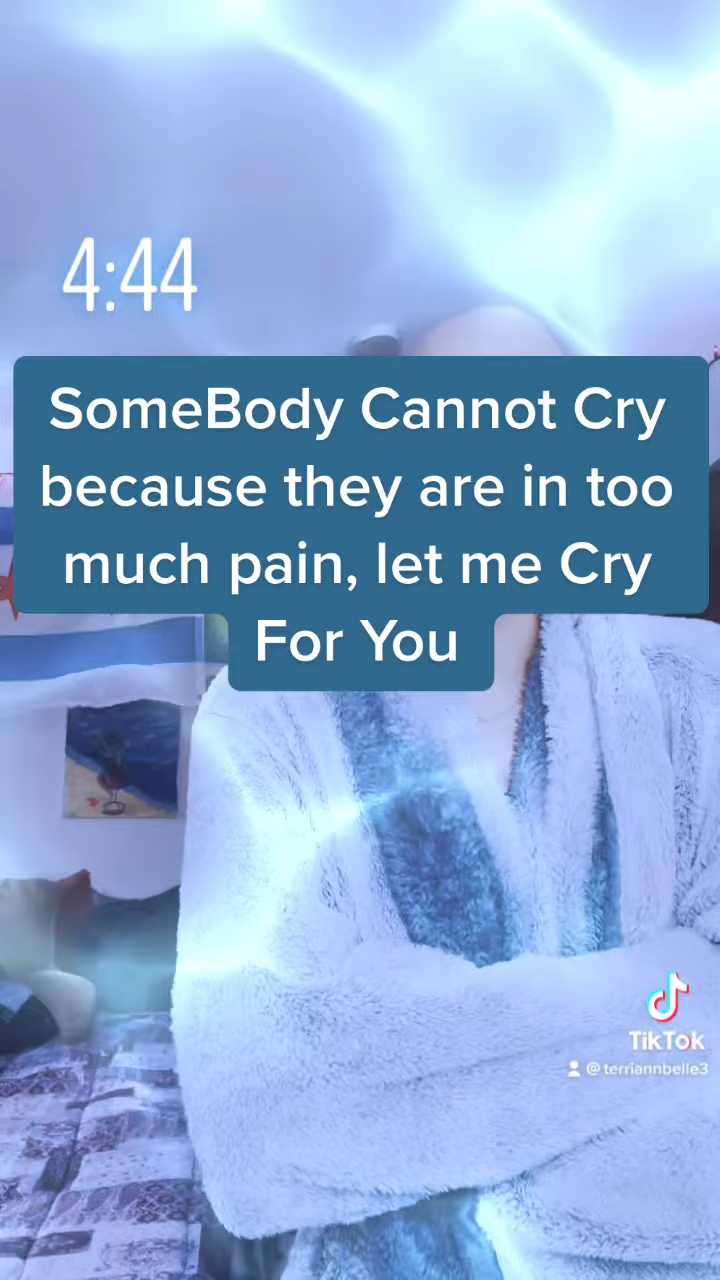 4:44
SomeBody Cannot Cry
because they are in too
much pain, let me Cry
For You
TikTok
@terriannbelle3